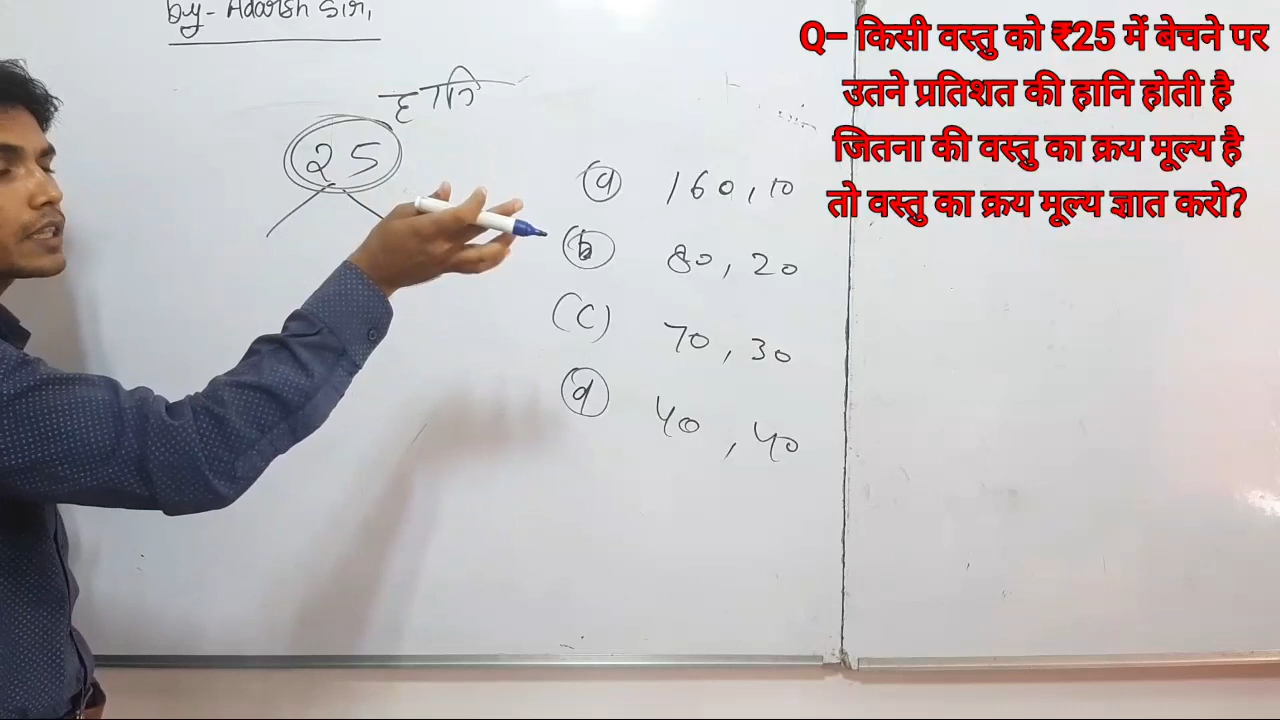 by- Adarsh Sir,
हानि
25
(a) 160, 10
(b) 80, 20
(c) 70, 30
(d) 40, 40
Q– किसी वस्तु को ₹25 में बेचने पर
उतने प्रतिशत की हानि होती है
जितना की वस्तु का क्रय मूल्य है
तो वस्तु का क्रय मूल्य ज्ञात करो?